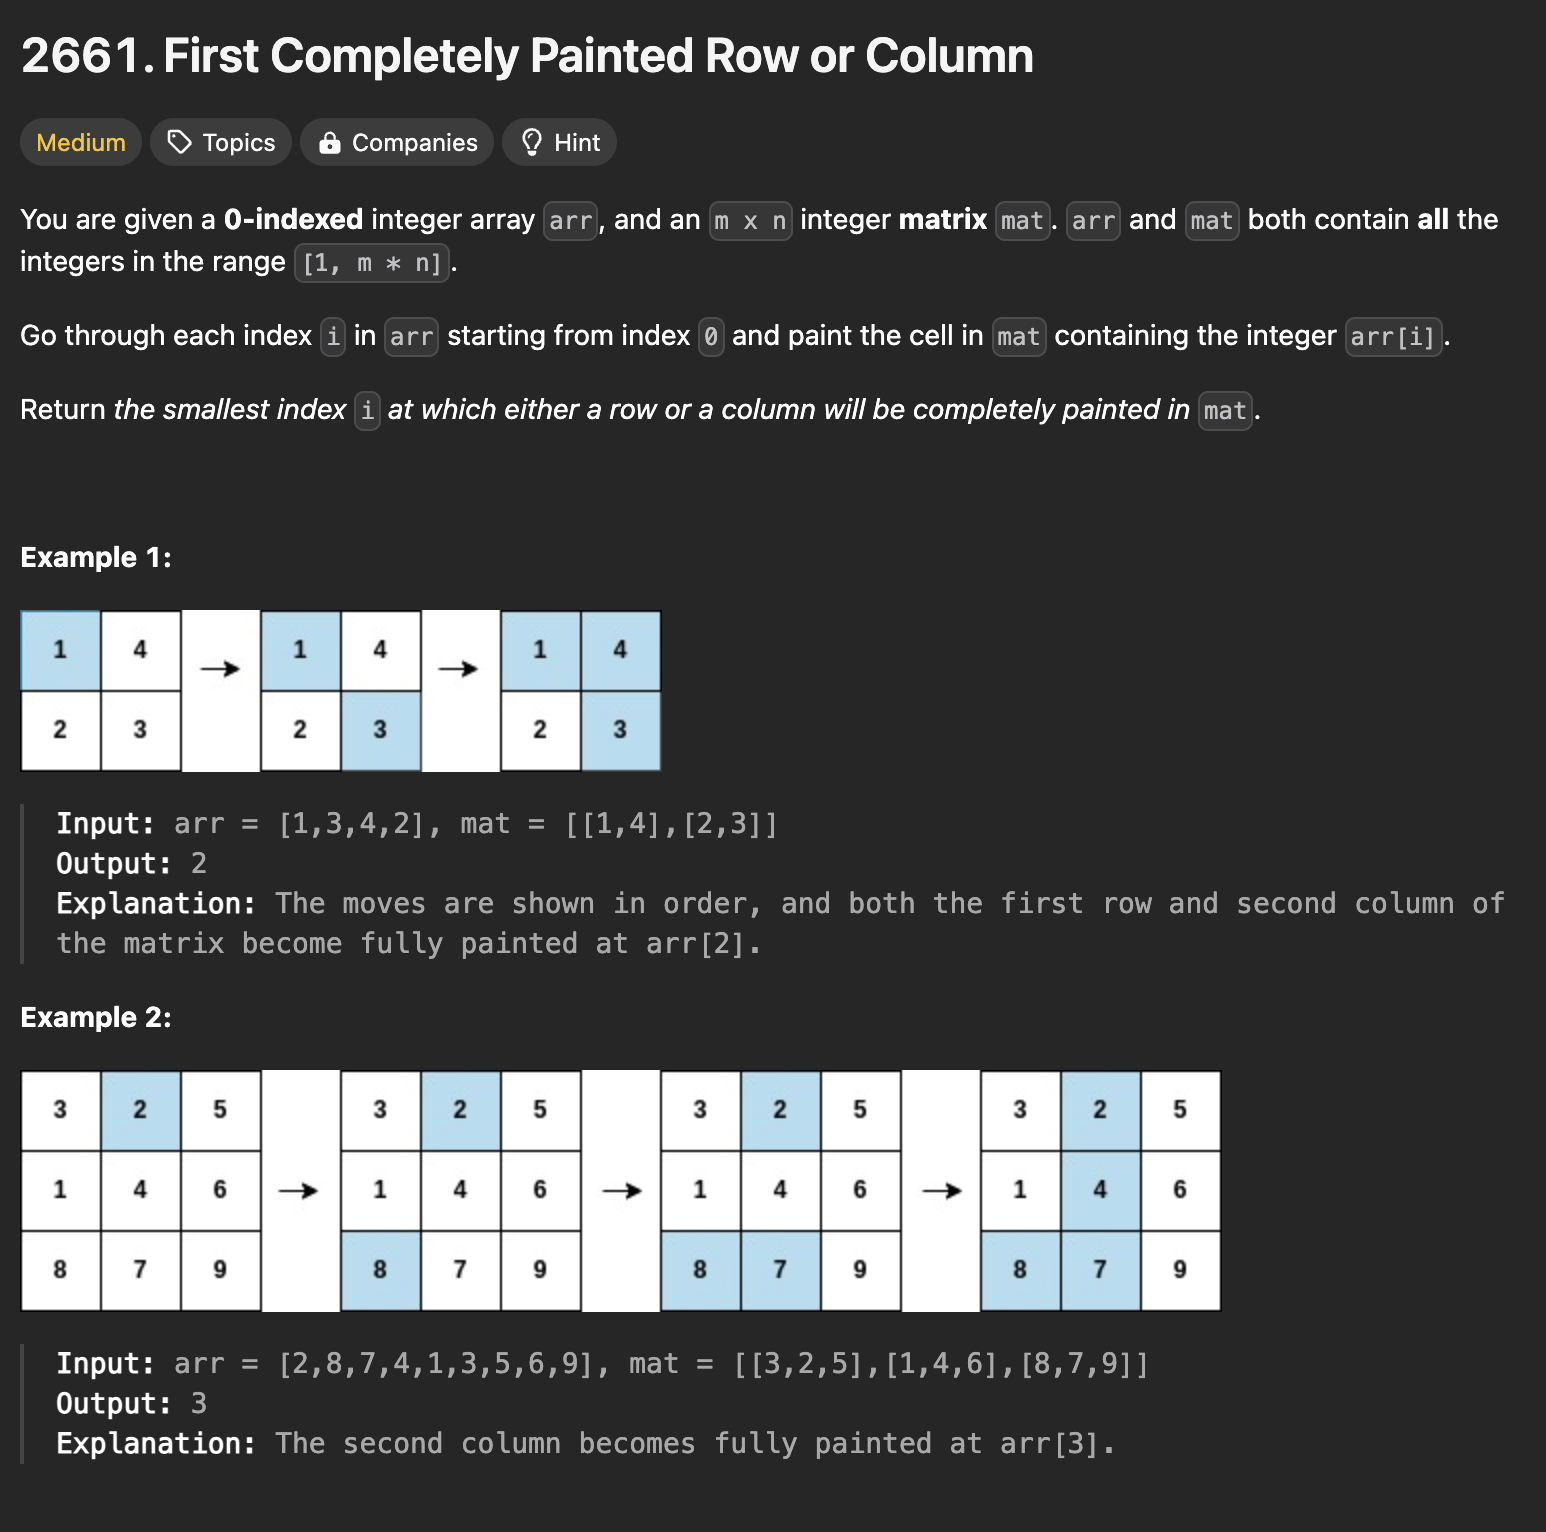 2661. First Completely Painted Row or Column
Medium Topics Companies Hint
You are given a 0-indexed integer array arr, and an m x n integer matrix mat. arr and mat both contain all the
integers in the range [1, m * n].
Go through each index i in arr starting from index 0 and paint the cell in mat containing the integer arr[i].
Return the smallest index i at which either a row or a column will be completely painted in mat.
Example 1:
1 4 1 4 1 4
2 3 2 3 2 3
Input: arr = [1,3,4,2], mat = [[1,4],[2,3]]
Output: 2
Explanation: The moves are shown in order, and both the first row and second column of
the matrix become fully painted at arr[2].
Example 2:
3 2 5 3 2 5 3 2 5 3 2 5
1 4 6 1 4 6 1 4 6 1 4 6
8 7 9 8 7 9 8 7 9 8 7 9
Input: arr = [2,8,7,4,1,3,5,6,9], mat = [[3,2,5],[1,4,6],[8,7,9]]
Output: 3
Explanation: The second column becomes fully painted at arr[3].